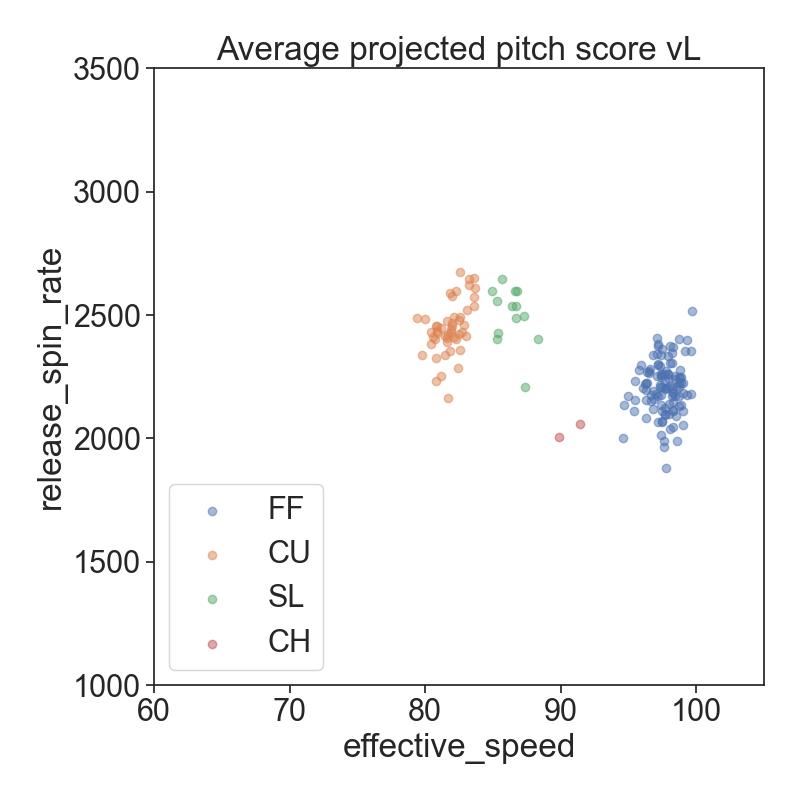 Average projected pitch score vL
release_spin_rate
3500
3000
2500
2000
1500
1000
FF
CU
SL
CH
60 70 80 90 100
effective_speed